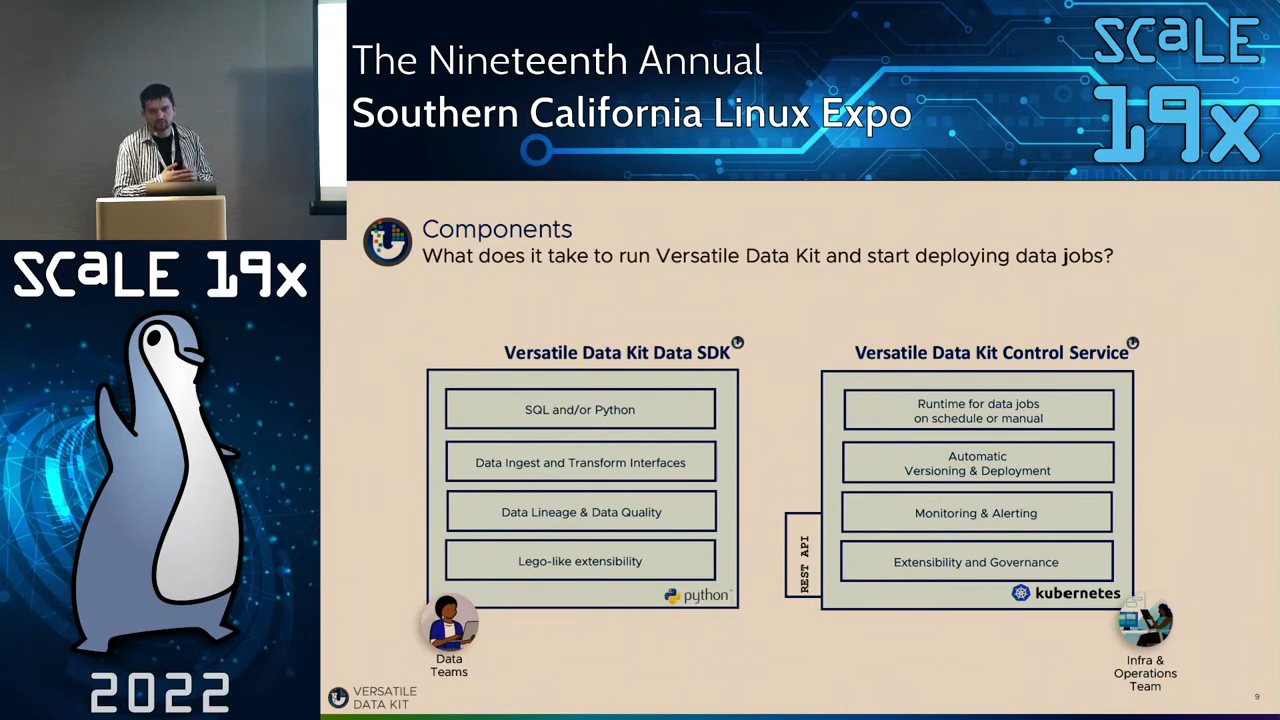 The Nineteenth Annual
Southern California Linux Expo
SCaLE
19x
SCaLE 19x
2022
Components
What does it take to run Versatile Data Kit and start deploying data jobs?
Versatile Data Kit Data SDK
SQL and/or Python
Data Ingest and Transform Interfaces
Data Lineage & Data Quality
Lego-like extensibility
python™
Data
Teams
Versatile Data Kit Control Service
Runtime for data jobs
on schedule or manual
Automatic
Versioning & Deployment
Monitoring & Alerting
Extensibility and Governance
REST API
kubernetes
Infra &
Operations
Team
VERSATILE
DATA KIT
9